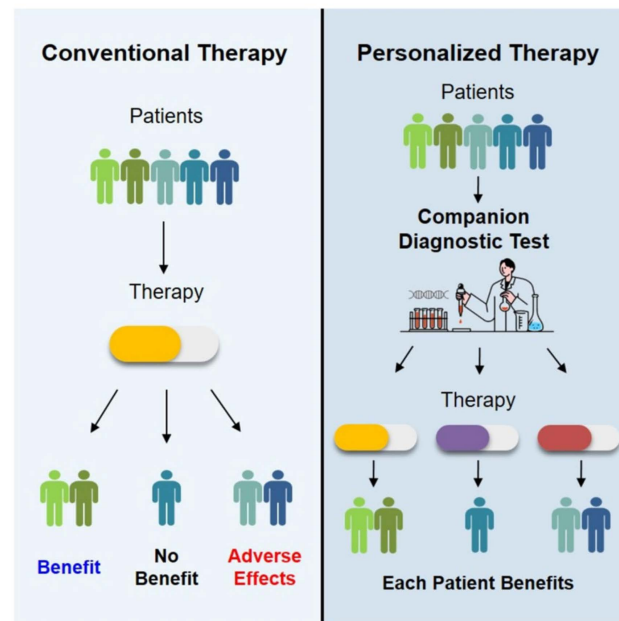 Conventional Therapy
Patients
Therapy
Benefit
No
Benefit
Adverse
Effects
Personalized Therapy
Patients
Companion
Diagnostic Test
Therapy
Each Patient Benefits